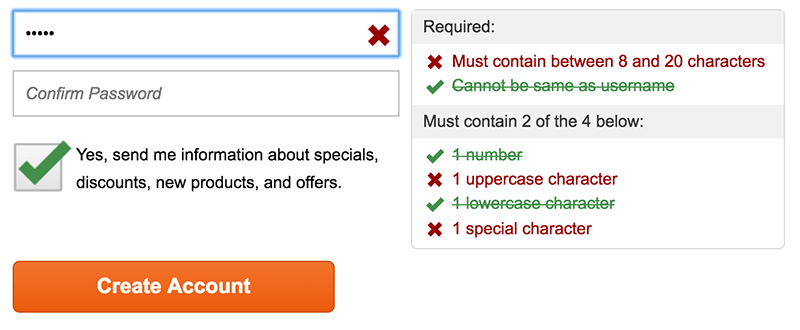 •••••
Confirm Password
Yes, send me information about specials,
discounts, new products, and offers.
Create Account
Required:
Must contain between 8 and 20 characters
Cannot be same as username
Must contain 2 of the 4 below:
1 number
1 uppercase character
1 lowercase character
1 special character